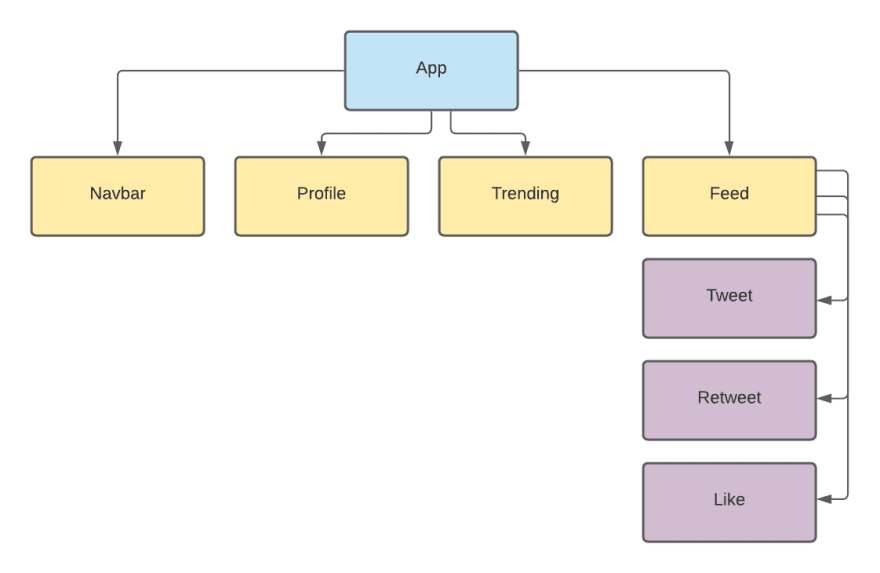 App
Navbar
Profile
Trending
Feed
Tweet
Retweet
Like